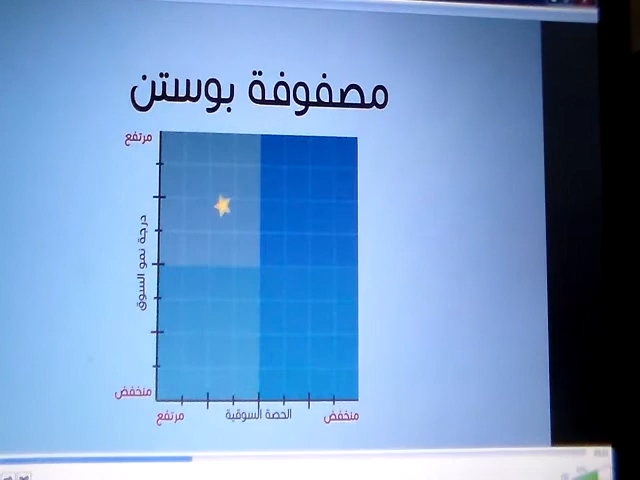 مصفوفة بوستن
مرتفع
درجة نمو السوق
منخفض
مرتفع
الحصة السوقية
منخفض